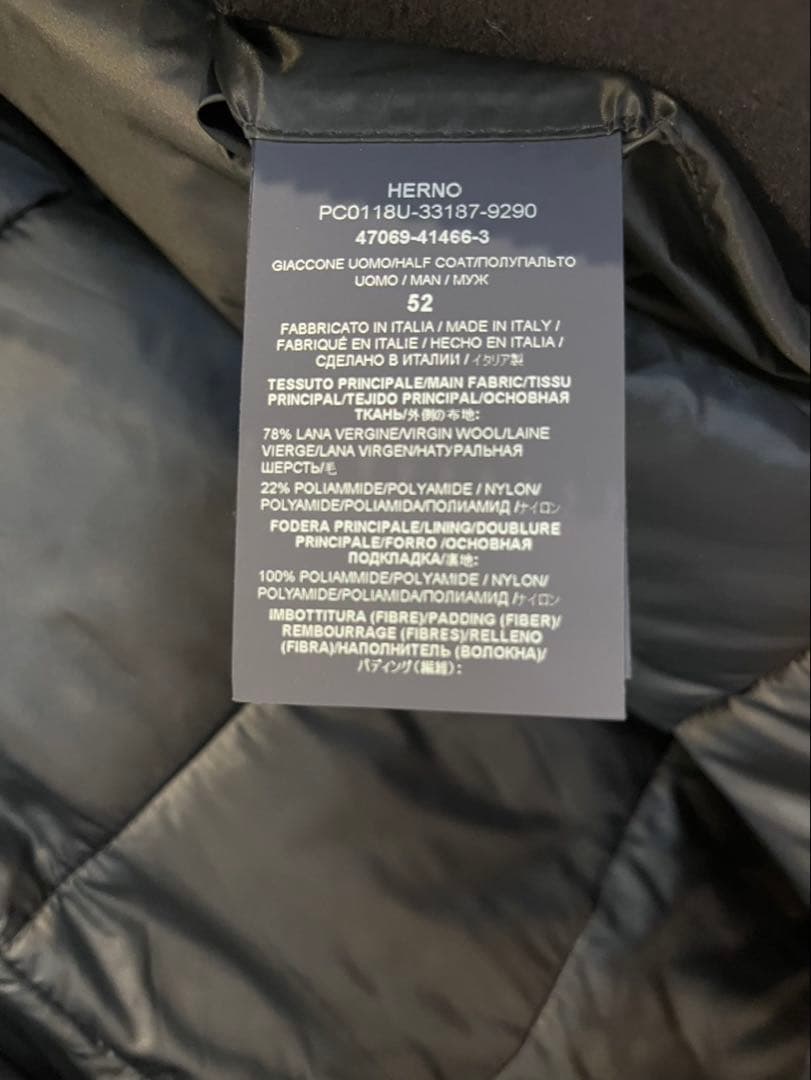 HERNO
PC0118U-33187-9290
47069-41466-3
GIACCONE UOMO/HALF COAT/ПОЛУПАЛЬТО
UOMO / MAN / МУЖ
52
FABBRICATO IN ITALIA / MADE IN ITALY /
FABRIQUÉ EN ITALIE / HECHO EN ITALIA /
СДЕЛАНО В ИТАЛИИ / イタリア製
TESSUTO PRINCIPALE/MAIN FABRIC/TISSU
PRINCIPAL/TEJIDO PRINCIPAL/ОСНОВНАЯ
ТКАНЬ/外側の布地:
78% LANA VERGINE/VIRGIN WOOL/LAINE
VIERGE/LANA VIRGEN/НАТУРАЛЬНАЯ
ШЕРСТЬ/毛
22% POLIAMMIDE/POLYAMIDE / NYLON/
POLYAMIDE/POLIAMIDA/ПОЛИАМИД /ナイロン
FODERA PRINCIPALE/LINING/DOUBLURE
PRINCIPALE/FORRO /ОСНОВНАЯ
ПОДКЛАДКА/裏地:
100% POLIAMMIDE/POLYAMIDE / NYLON/
POLYAMIDE/POLIAMIDA/ПОЛИАМИД /ナイロン
IMBOTTITURA (FIBRE)/PADDING (FIBER)/
REMBOURRAGE (FIBRES)/RELLENO
(FIBRA)/НАПОЛНИТЕЛЬ (ВОЛОКНА)/
パディング(繊維):